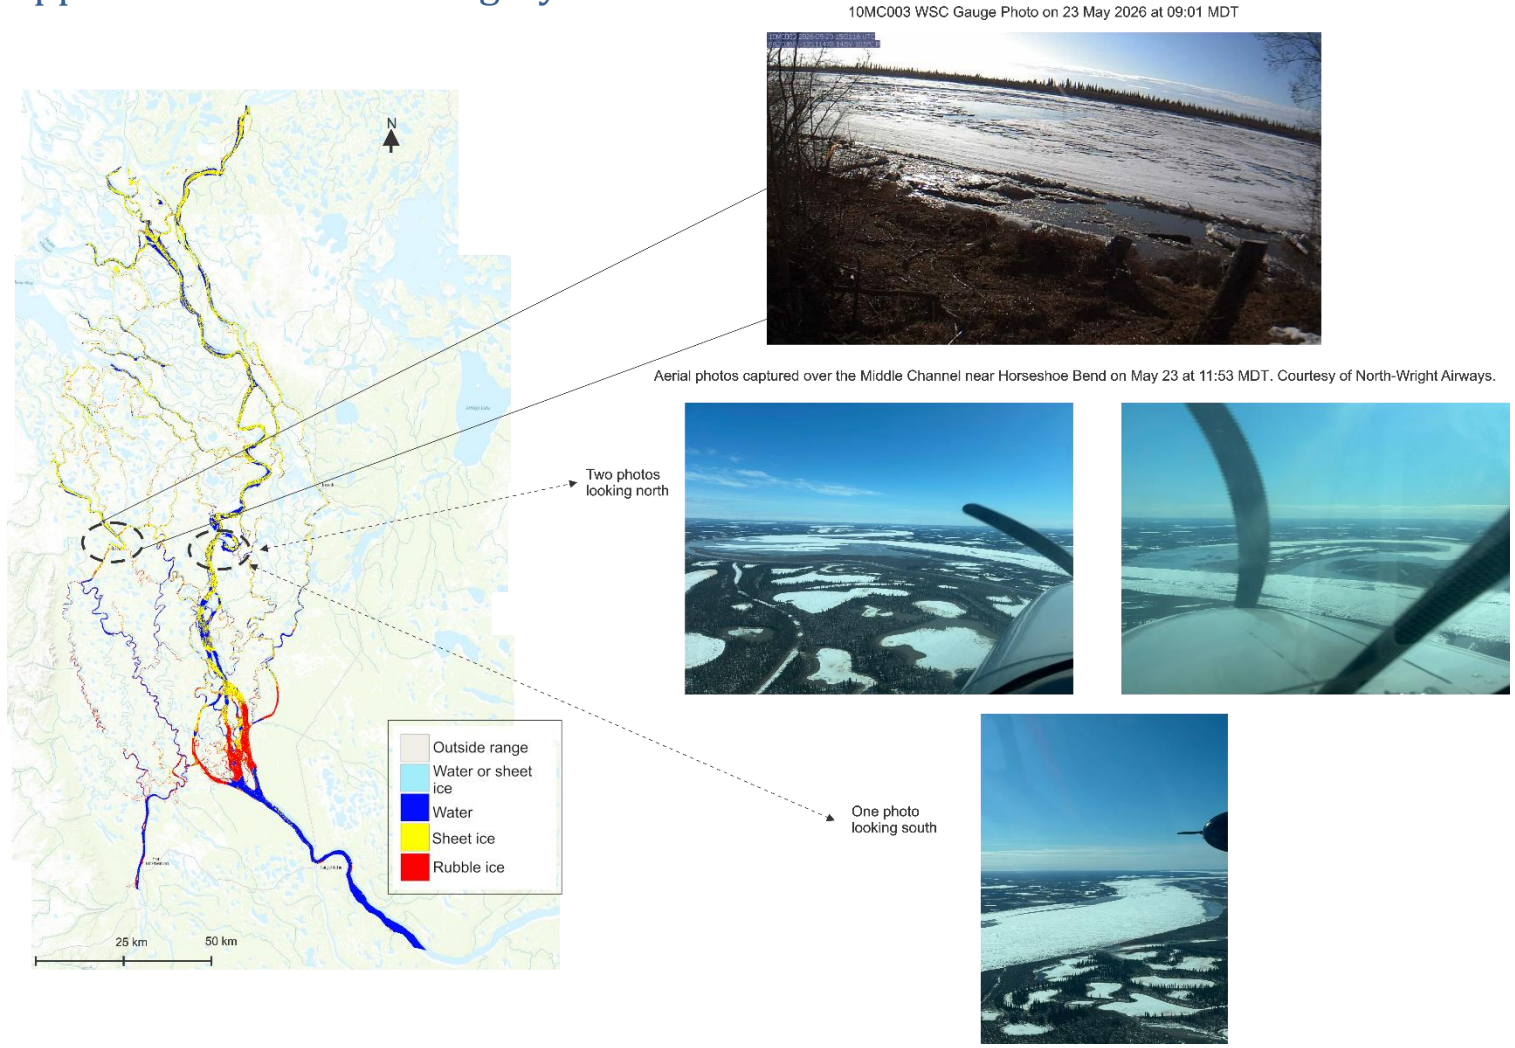 10MC003 WSC Gauge Photo on 23 May 2026 at 09:01 MDT
N
Aerial photos captured over the Middle Channel near Horseshoe Bend on May 23 at 11:53 MDT. Courtesy of North-Wright Airways.
Two photos
looking north
Outside range
Water or sheet
ice
Water
Sheet ice
Rubble ice
One photo
looking south
25 km
50 km